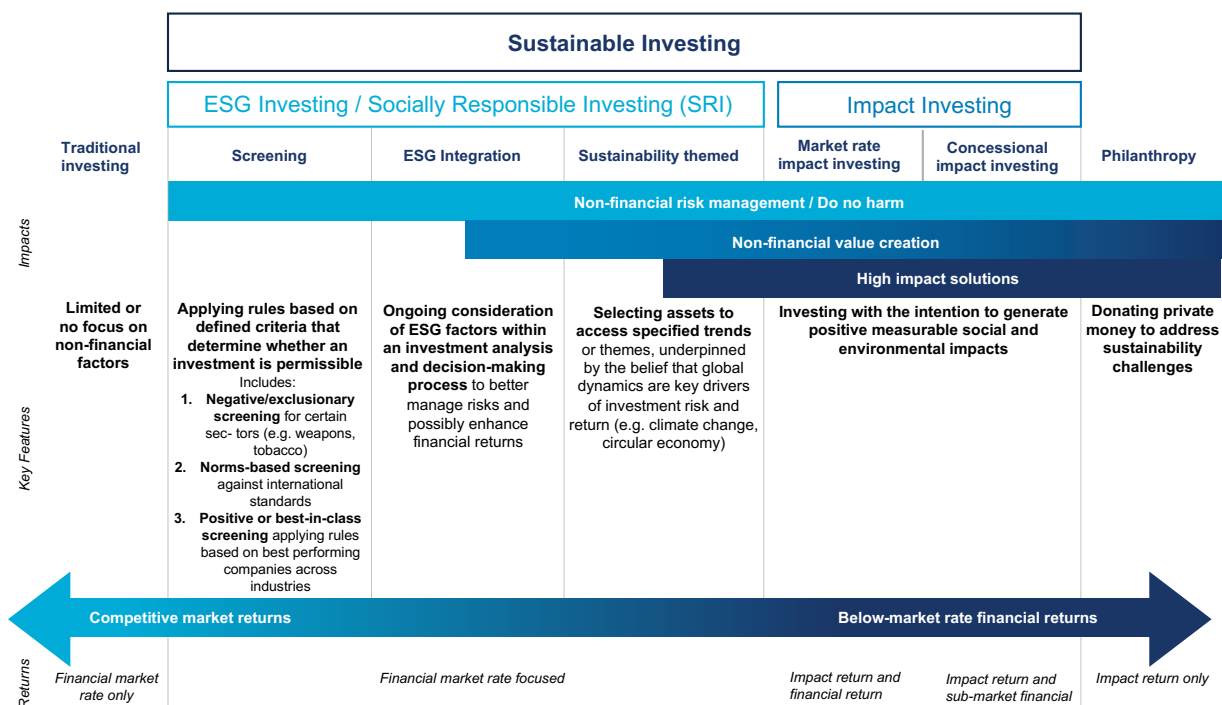 Sustainable Investing
ESG Investing / Socially Responsible Investing (SRI)
Impact Investing
Traditional
investing
Screening
ESG Integration
Sustainability themed
Market rate
impact investing
Concessional
impact investing
Philanthropy
Impacts
Non-financial risk management / Do no harm
Non-financial value creation
High impact solutions
Key Features
Limited or
no focus on
non-financial
factors
Applying rules based on
defined criteria that
determine whether an
investment is permissible
Includes:
1. Negative/exclusionary
screening for certain
sec- tors (e.g. weapons,
tobacco)
2. Norms-based screening
against international
standards
3. Positive or best-in-class
screening applying rules
based on best performing
companies across
industries
Ongoing consideration
of ESG factors within
an investment analysis
and decision-making
process to better
manage risks and
possibly enhance
financial returns
Selecting assets to
access specified trends
or themes, underpinned
by the belief that global
dynamics are key drivers
of investment risk and
return (e.g. climate change,
circular economy)
Investing with the intention to generate
positive measurable social and
environmental impacts
Donating private
money to address
sustainability
challenges
Competitive market returns
Below-market rate financial returns
Returns
Financial market
rate only
Financial market rate focused
Impact return and
financial return
Impact return and
sub-market financial
Impact return only